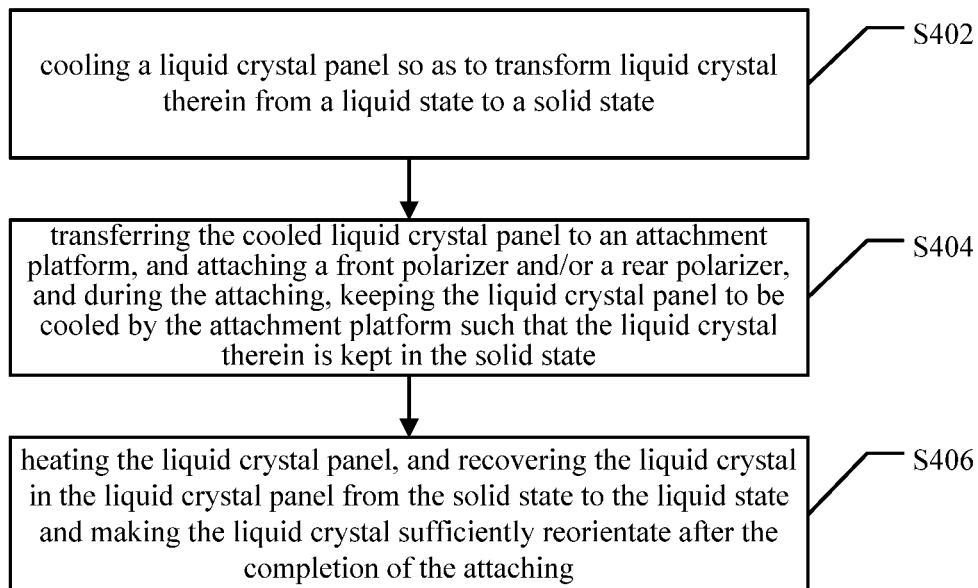 cooling a liquid crystal panel so as to transform liquid crystal
therein from a liquid state to a solid state
S402
transferring the cooled liquid crystal panel to an attachment
platform, and attaching a front polarizer and/or a rear polarizer,
and during the attaching, keeping the liquid crystal panel to be
cooled by the attachment platform such that the liquid crystal
therein is kept in the solid state
S404
heating the liquid crystal panel, and recovering the liquid crystal
in the liquid crystal panel from the solid state to the liquid state
and making the liquid crystal sufficiently reorientate after the
completion of the attaching
S406